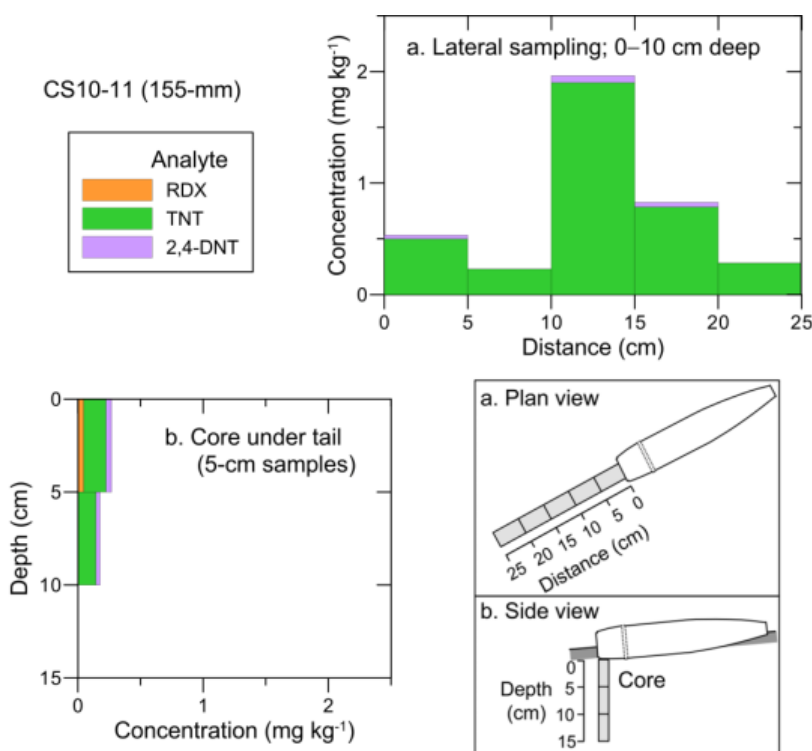 CS10-11 (155-mm)
Analyte
RDX
TNT
2,4-DNT
a. Lateral sampling; 0–10 cm deep
Concentration (mg kg⁻¹)
2
1
0
0 5 10 15 20 25
Distance (cm)
b. Core under tail
(5-cm samples)
Depth (cm)
0
5
10
15
0 1 2
Concentration (mg kg⁻¹)
a. Plan view
25 20 15 10 5 0
Distance (cm)
b. Side view
Core
Depth
(cm)
0
5
10
15